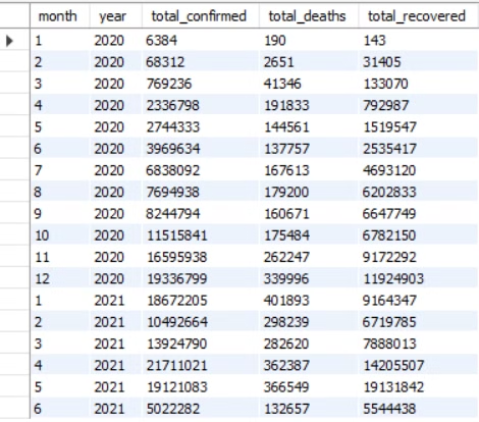 month year total_confirmed total_deaths total_recovered
1 2020 6384 190 143
2 2020 68312 2651 31405
3 2020 769236 41346 133070
4 2020 2336798 191833 792987
5 2020 2744333 144561 1519547
6 2020 3969634 137757 2535417
7 2020 6838092 167613 4693120
8 2020 7694938 179200 6202833
9 2020 8244794 160671 6647749
10 2020 11515841 175484 6782150
11 2020 16595938 262247 9172292
12 2020 19336799 339996 11924903
1 2021 18672205 401893 9164347
2 2021 10492664 298239 6719785
3 2021 13924790 282620 7888013
4 2021 21711021 362387 14205507
5 2021 19121083 366549 19131842
6 2021 5022282 132657 5544438